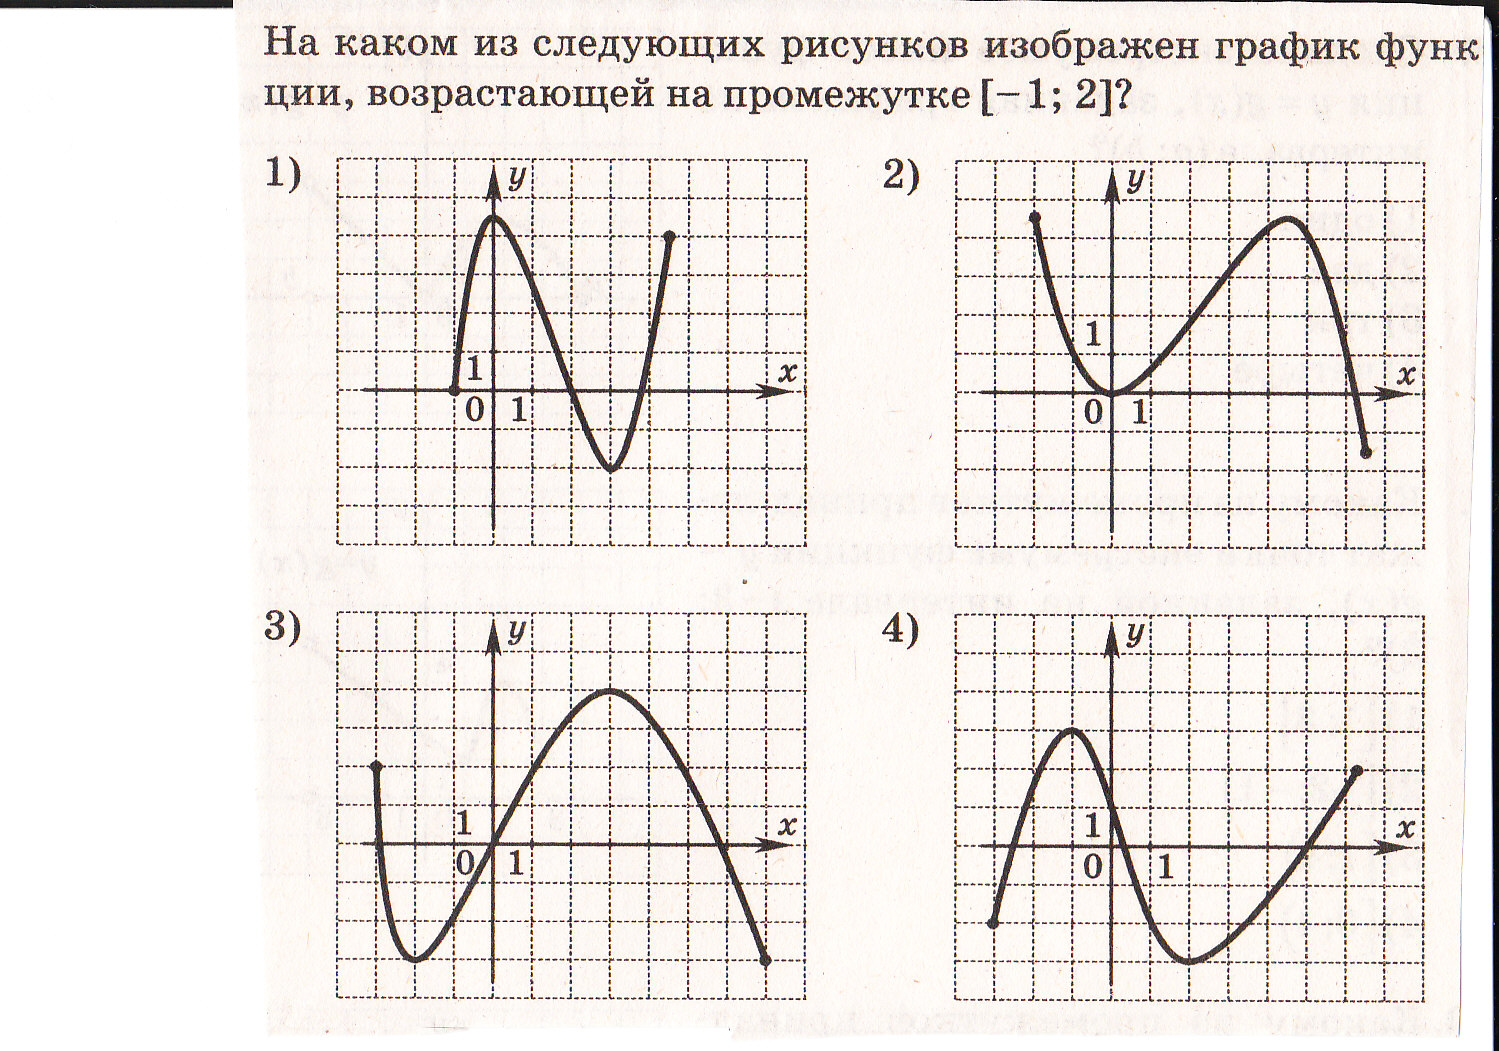 На каком из следующих рисунков изображен график функ
ции, возрастающей на промежутке [−1; 2]?
1)
y
1
0
1
x
2)
y
1
0
1
x
3)
y
1
0
1
x
4)
y
1
0
1
x